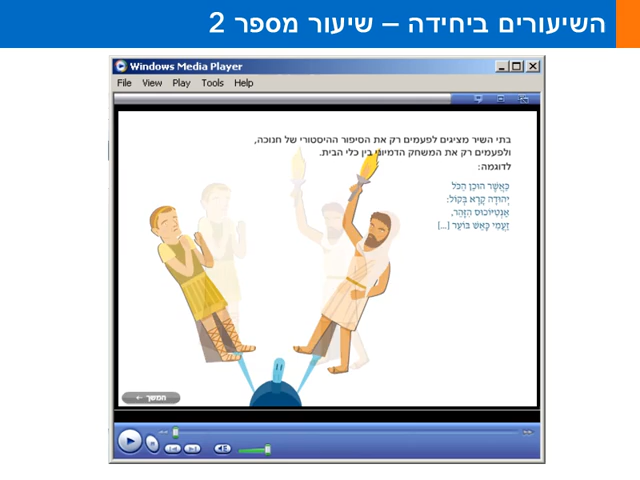 השיעורים ביחידה – שיעור מספר 2
Windows Media Player
File View Play Tools Help
בתי השיר מציגים לפעמים רק את הסיפור ההיסטורי של חנוכה,
ולפעמים רק את המשחק הדמיוני בין כלי הבית.
לדוגמה:
כַּאֲשֶׁר הוּכַן הַכֹּל
יְהוּדָה קָרָא בְּקוֹל:
אַנְטְיוֹכוּס הִזָּהֵר,
זַעֲמִי כָּאֵשׁ בּוֹעֵר [...]
המשך ←